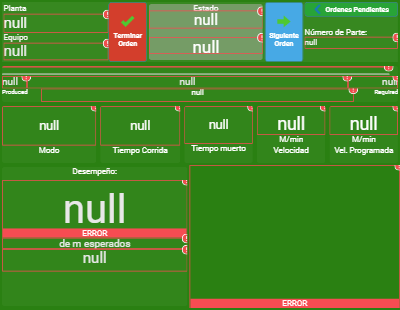 Planta
null
Equipo
null
Terminar
Orden
Estado
null
null
Siguiente
Orden
Ordenes Pendientes
Número de Parte:
null
null
null
null
Produced
null
Required
null
Modo
null
Tiempo Corrida
null
Tiempo muerto
null
M/min
Velocidad
null
M/min
Vel. Programada
Desempeño:
null
ERROR
de m esperados
null
ERROR